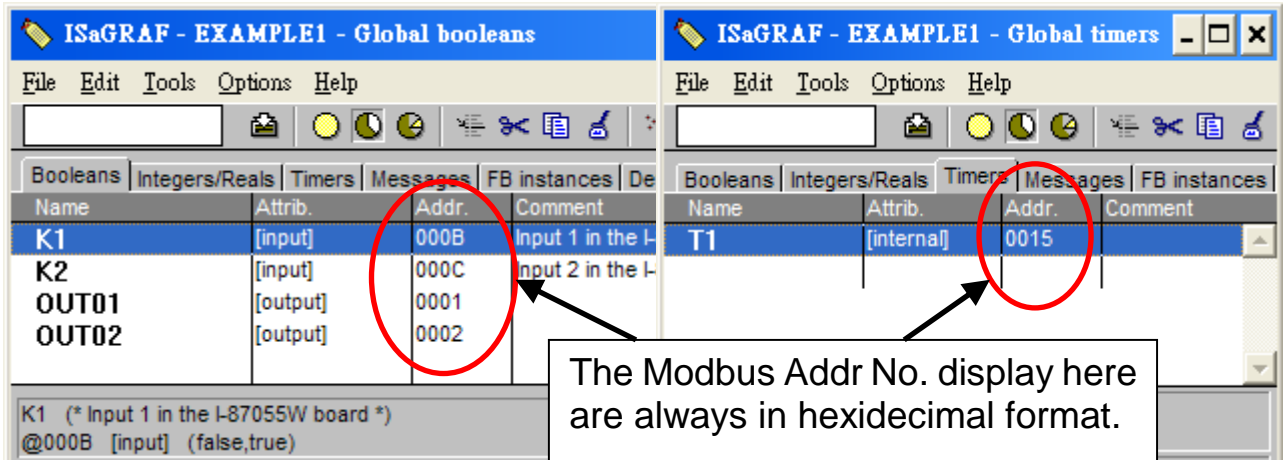 ISaGRAF - EXAMPLE1 - Global booleans
File Edit Tools Options Help
Booleans Integers/Reals Timers Messages FB instances De
Name Attrib. Addr. Comment
K1 [input] 000B Input 1 in the I-
K2 [input] 000C Input 2 in the I-
OUT01 [output] 0001
OUT02 [output] 0002
K1 (* Input 1 in the I-87055W board *)
@000B [input] (false,true)
ISaGRAF - EXAMPLE1 - Global timers
File Edit Tools Options Help
Booleans Integers/Reals Timers Messages FB instances
Name Attrib. Addr. Comment
T1 [internal] 0015
The Modbus Addr No. display here
are always in hexidecimal format.